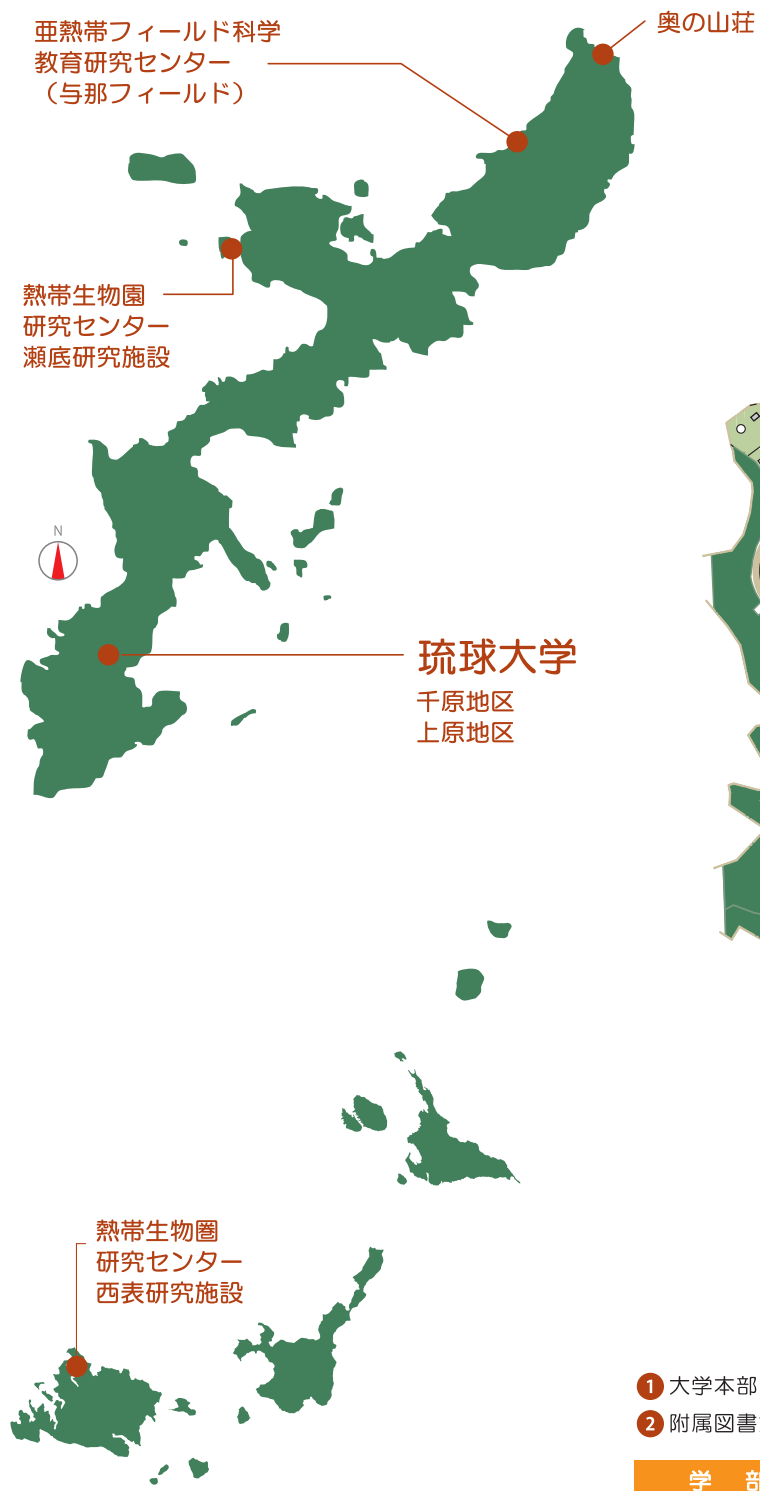 亜熱帯フィールド科学
教育研究センター
（与那フィールド）
奥の山荘
熱帯生物園
研究センター
瀬底研究施設
N
琉球大学
千原地区
上原地区
熱帯生物圏
研究センター
西表研究施設
1 大学本部
2 附属図書
学 部